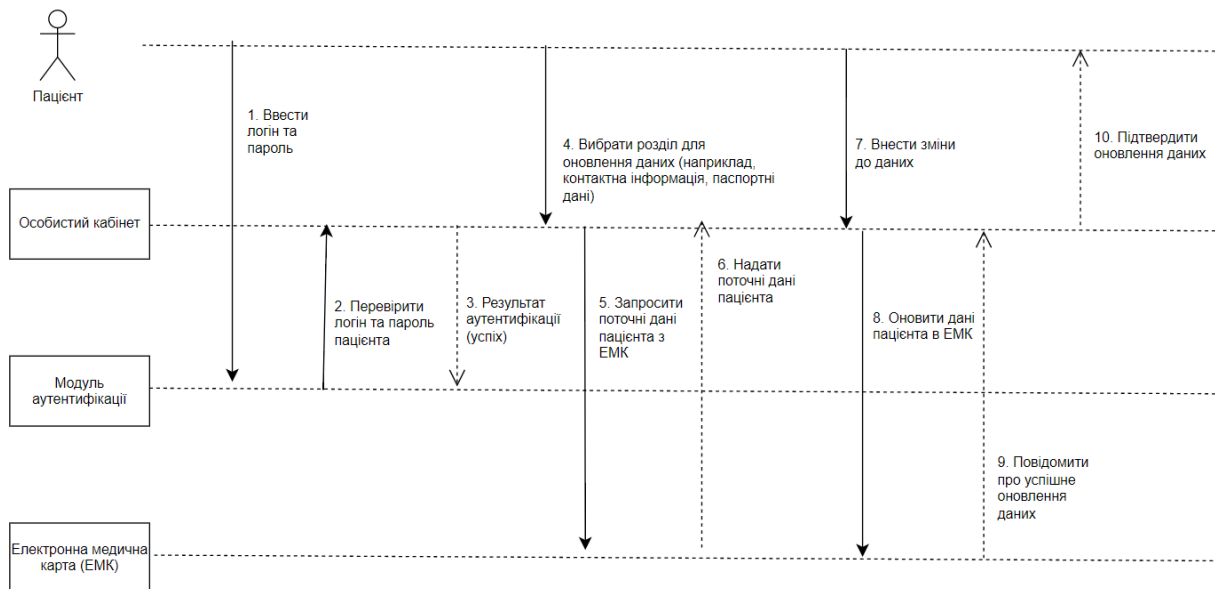 Пацієнт
1. Ввести
логін та
пароль
4. Вибрати розділ для
оновлення даних (наприклад,
контактна інформація, паспортні
дані)
7. Внести зміни
до даних
10. Підтвердити
оновлення даних
Особистий кабінет
2. Перевірити
логін та пароль
пацієнта
3. Результат
аутентифікації
(успіх)
5. Запросити
поточні дані
пацієнта з
ЕМК
6. Надати
поточні дані
пацієнта
8. Оновити дані
пацієнта в ЕМК
Модуль
аутентифікації
9. Повідомити
про успішне
оновлення
даних
Електронна медична
карта (ЕМК)